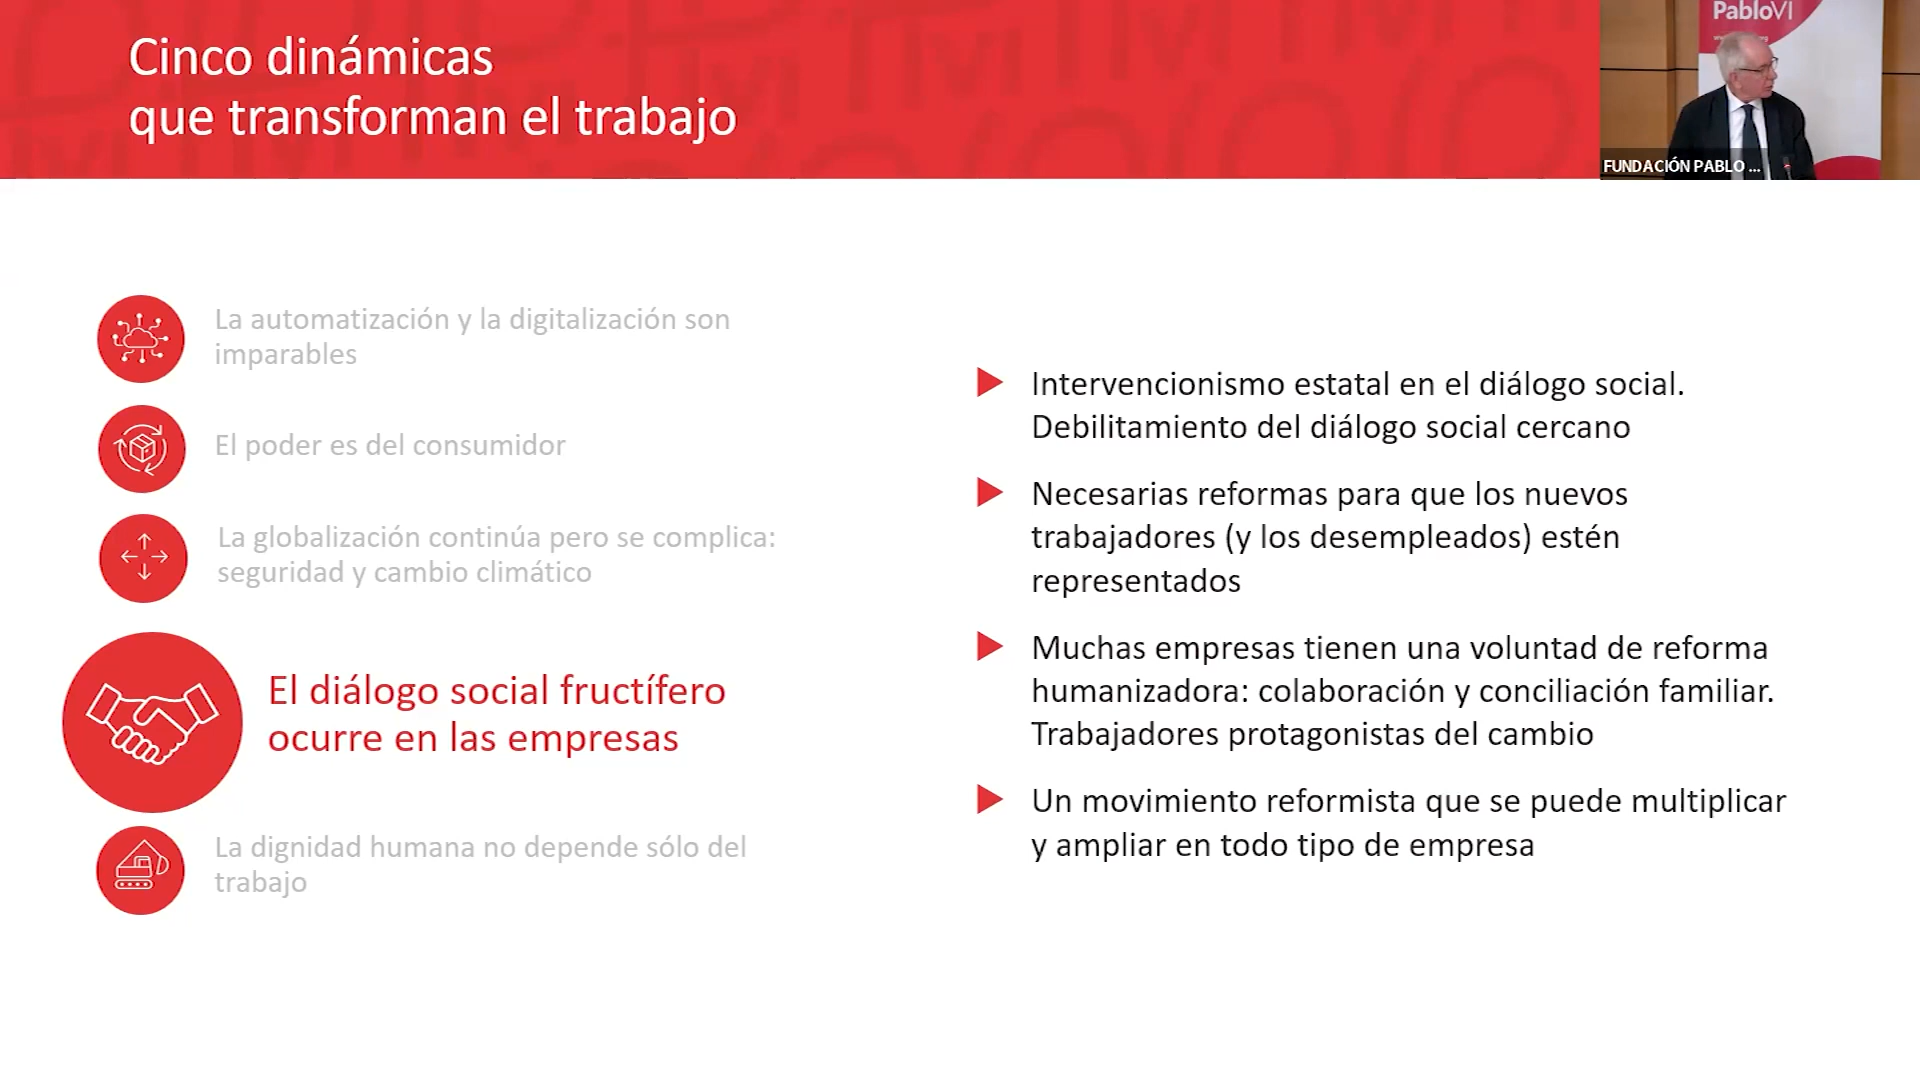 Cinco dinámicas
que transforman el trabajo
PabloVI
FUNDACIÓN PABLO ...
La automatización y la digitalización son
imparables
El poder es del consumidor
La globalización continúa pero se complica:
seguridad y cambio climático
El diálogo social fructífero
ocurre en las empresas
La dignidad humana no depende sólo del
trabajo
Intervencionismo estatal en el diálogo social.
Debilitamiento del diálogo social cercano
Necesarias reformas para que los nuevos
trabajadores (y los desempleados) estén
representados
Muchas empresas tienen una voluntad de reforma
humanizadora: colaboración y conciliación familiar.
Trabajadores protagonistas del cambio
Un movimiento reformista que se puede multiplicar
y ampliar en todo tipo de empresa